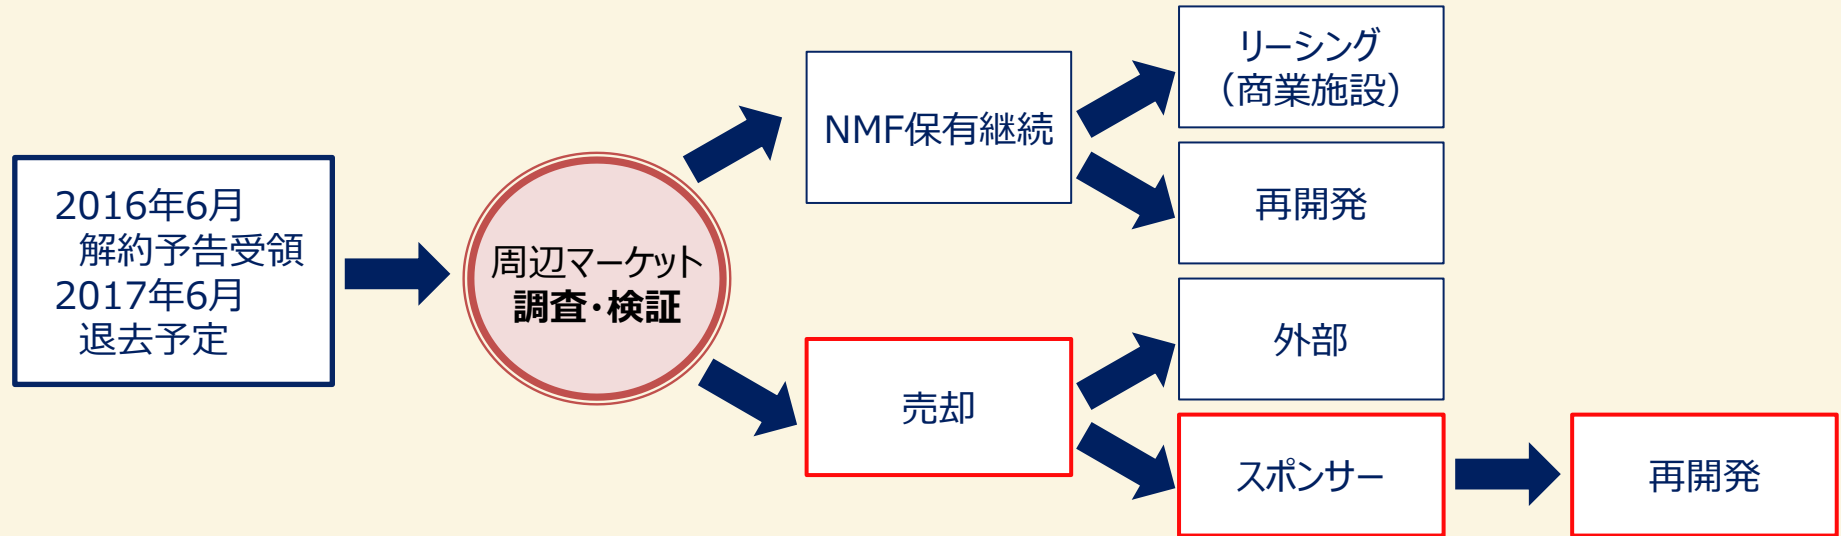 2016年6月
解約予告受領
2017年6月
退去予定
周辺マーケット
調査・検証
NMF保有継続
リーシング
（商業施設）
再開発
売却
外部
スポンサー
再開発